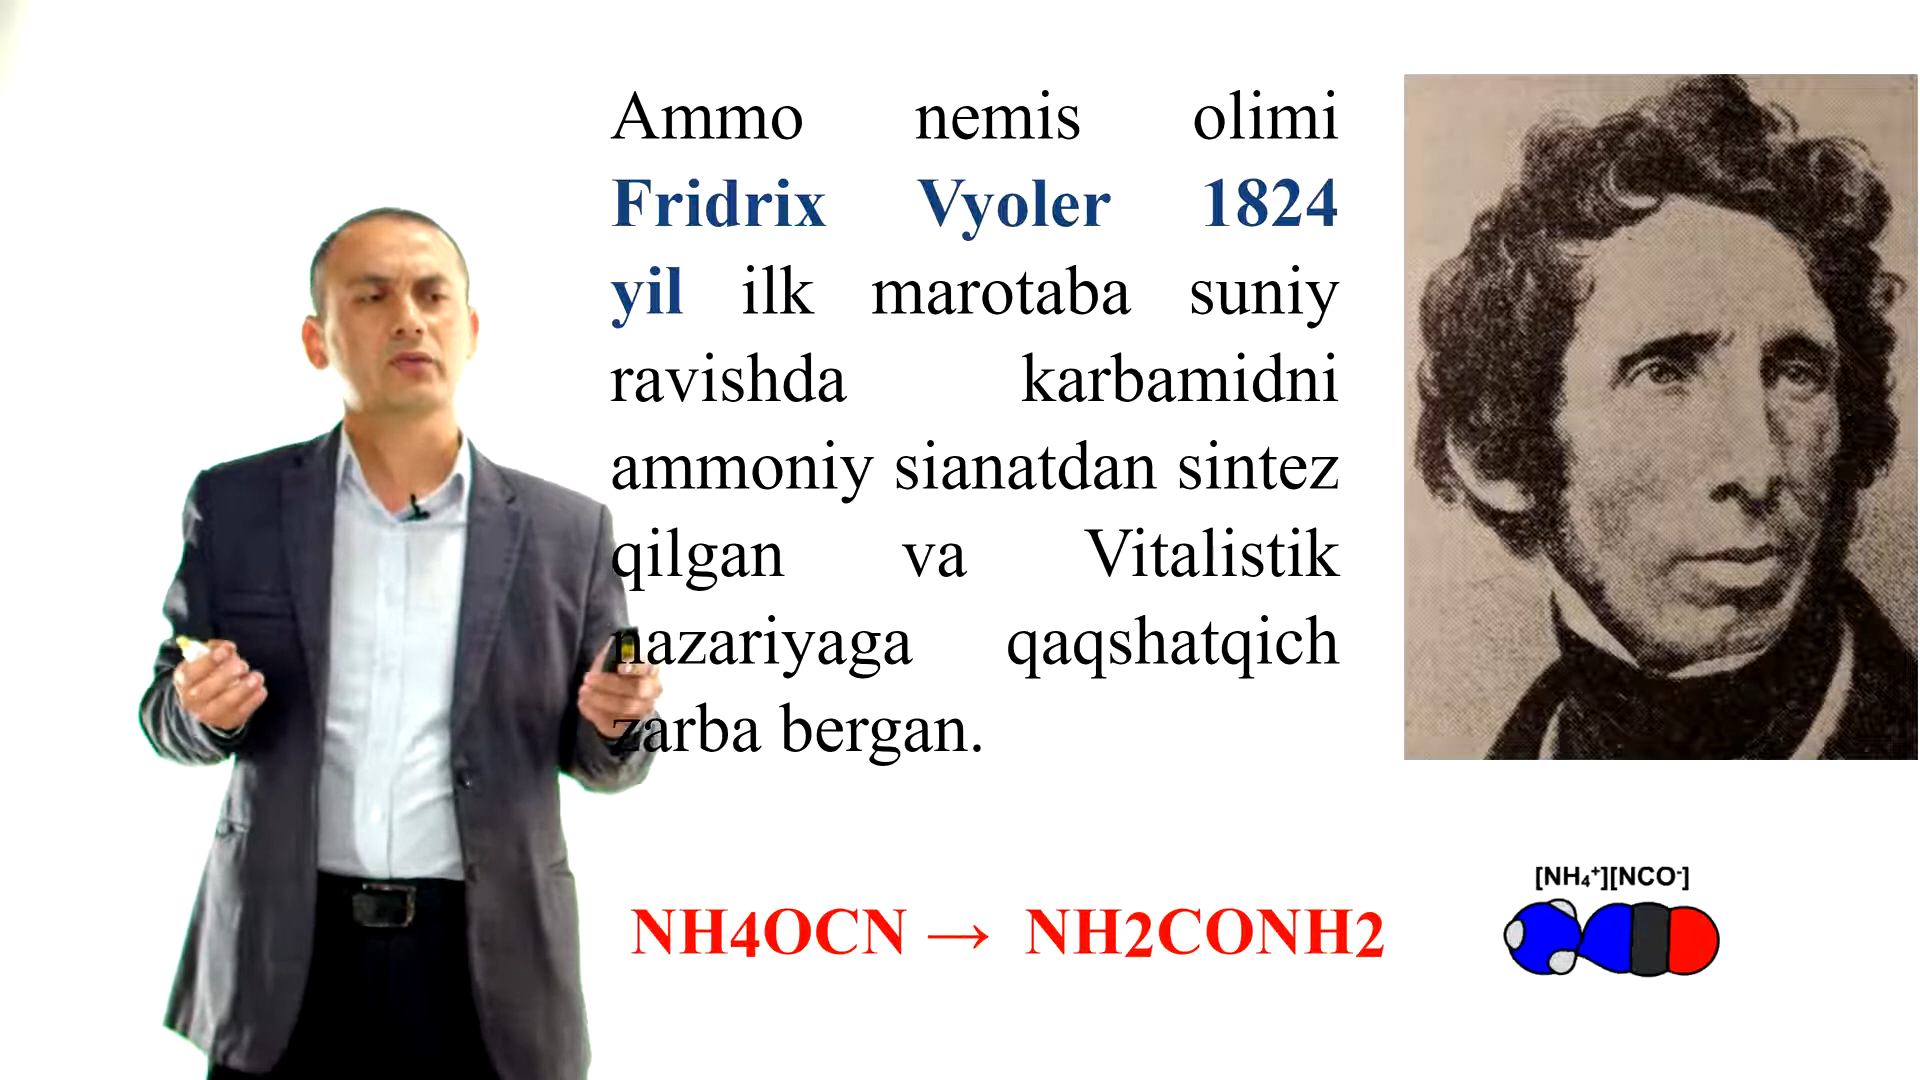 Ammo nemis olimi
Fridrix Vyoler 1824
yil ilk marotaba suniy
ravishda karbamidni
ammoniy sianatdan sintez
qilgan va Vitalistik
nazariyaga qaqshatqich
zarba bergan.
[NH₄⁺][NCO⁻]
NH4OCN → NH2CONH2